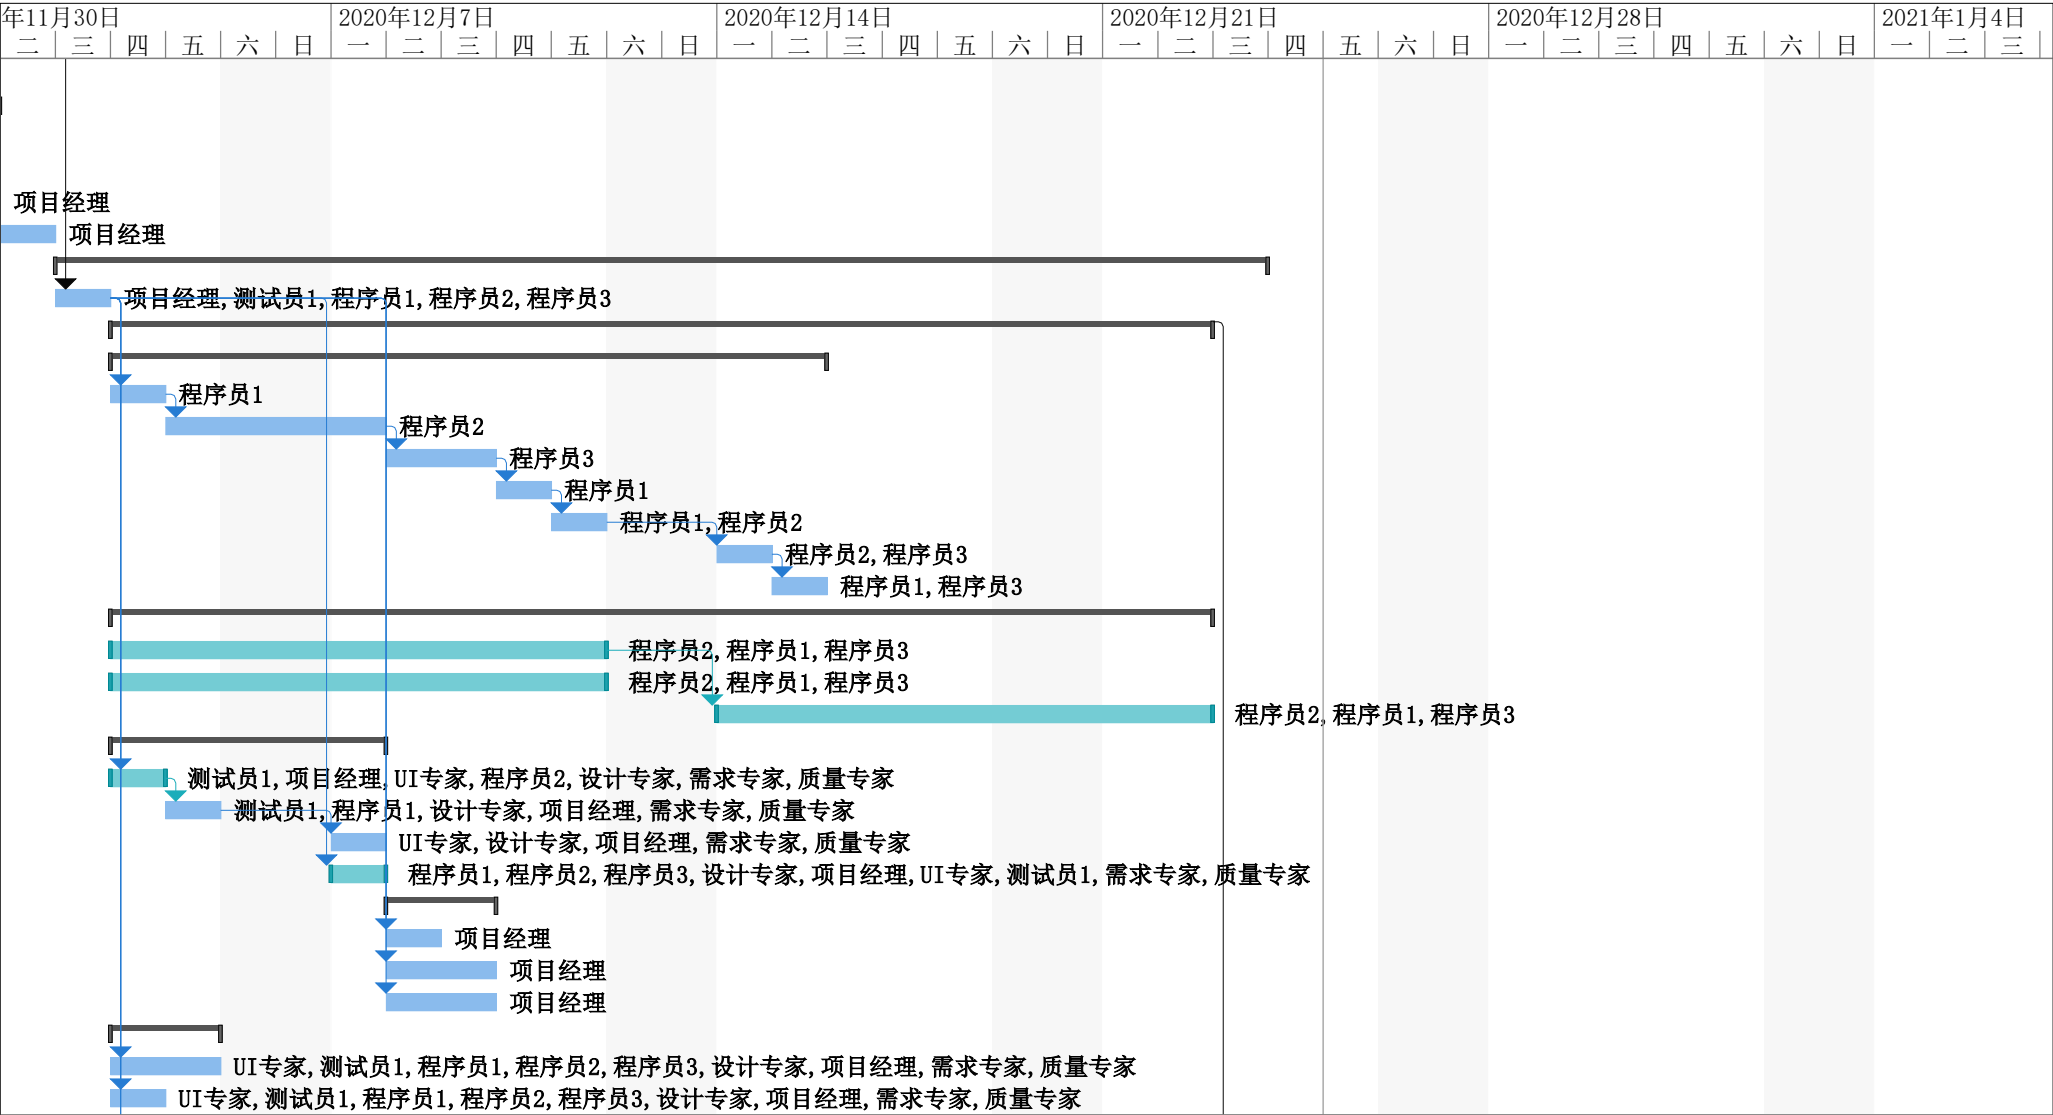 年11月30日 2020年12月7日 2020年12月14日 2020年12月21日 2020年12月28日 2021年1月4日
二 三 四 五 六 日 一 二 三 四 五 六 日 一 二 三 四 五 六 日 一 二 三 四 五 六 日 一 二 三 四 五 六 日 一 二 三
项目经理
项目经理
项目经理,测试员1,程序员1,程序员2,程序员3
程序员1
程序员2
程序员3
程序员1
程序员1,程序员2
程序员2,程序员3
程序员1,程序员3
程序员2,程序员1,程序员3
程序员2,程序员1,程序员3
程序员2,程序员1,程序员3
测试员1,项目经理,UI专家,程序员2,设计专家,需求专家,质量专家
测试员1,程序员1,设计专家,项目经理,需求专家,质量专家
UI专家,设计专家,项目经理,需求专家,质量专家
程序员1,程序员2,程序员3,设计专家,项目经理,UI专家,测试员1,需求专家,质量专家
项目经理
项目经理
项目经理
UI专家,测试员1,程序员1,程序员2,程序员3,设计专家,项目经理,需求专家,质量专家
UI专家,测试员1,程序员1,程序员2,程序员3,设计专家,项目经理,需求专家,质量专家